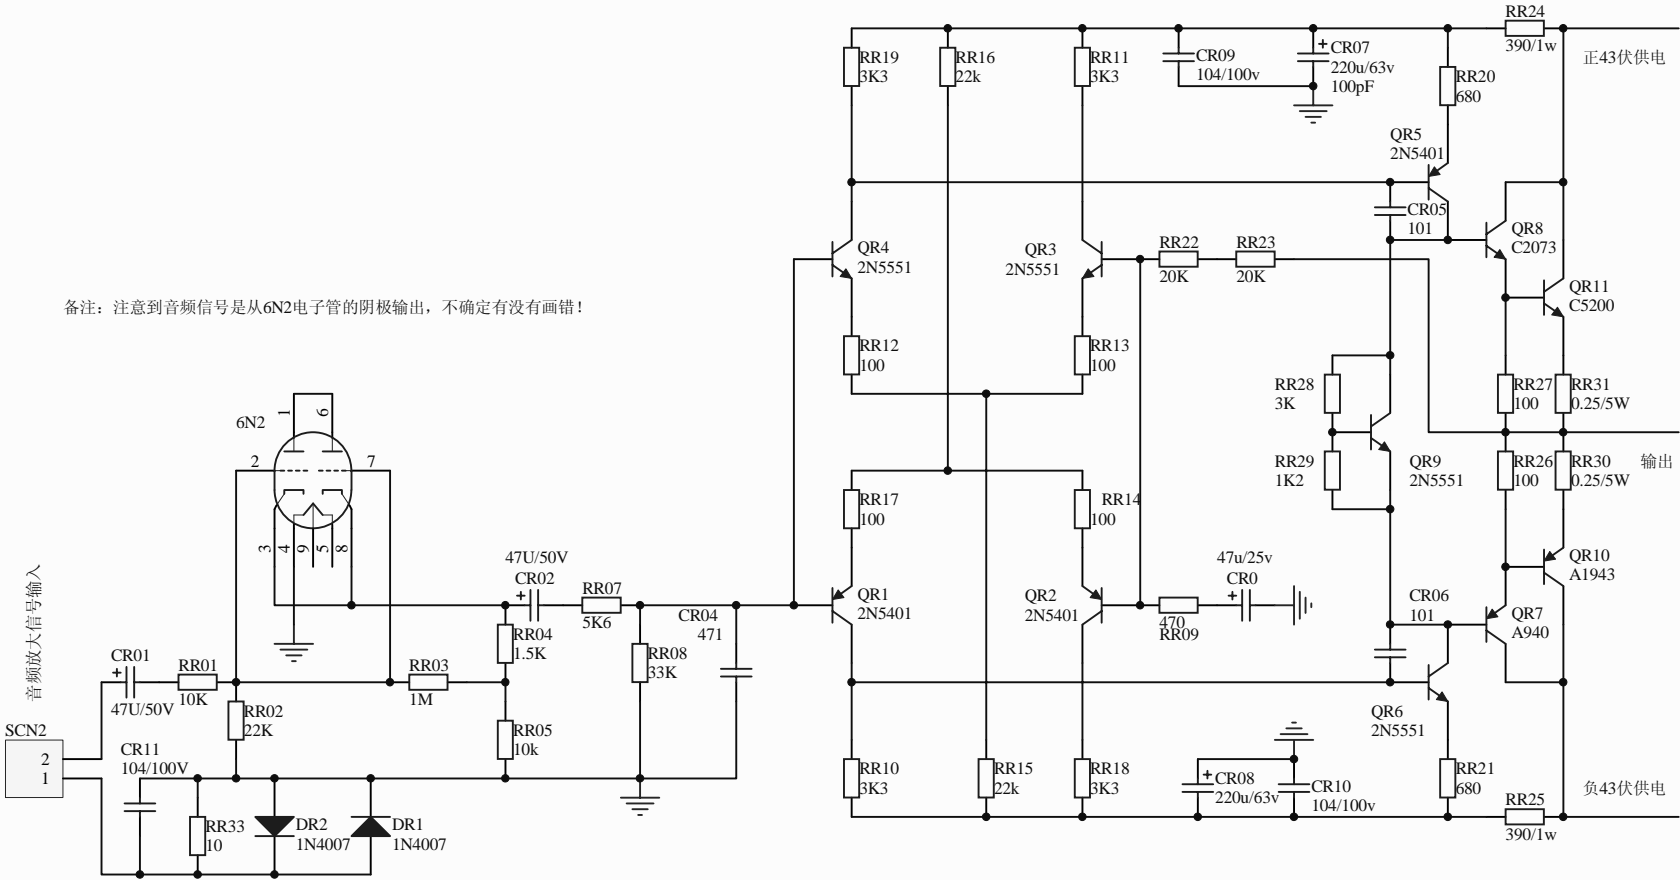 RR24
390/1w
正43伏供电
RR19
3K3
RR16
22k
RR11
3K3
CR09
104/100v
+
CR07
220u/63v
100pF
RR20
680
QR5
2N5401
CR05
101
QR8
C2073
QR4
2N5551
QR3
2N5551
RR22
20K
RR23
20K
QR11
C5200
备注：注意到音频信号是从6N2电子管的阴极输出，不确定有没有画错！
RR12
100
RR13
100
RR28
3K
RR27
100
RR31
0.25/5W
6N2
1
6
2
7
3
4
9
5
8
RR29
1K2
QR9
2N5551
RR26
100
RR30
0.25/5W
输出
RR17
100
RR14
100
47U/50V
CR02
+
RR07
5K6
CR04
471
QR1
2N5401
QR2
2N5401
47u/25v
CR0
+
470
RR09
QR10
A1943
CR06
101
QR7
A940
音频放大信号输入
RR04
1.5K
RR08
33K
CR01
+
47U/50V
RR01
10K
RR03
1M
RR02
22K
RR05
10k
SCN2
2
1
CR11
104/100V
QR6
2N5551
RR10
3K3
RR15
22k
RR18
3K3
+
CR08
220u/63v
CR10
104/100v
RR21
680
负43伏供电
RR25
390/1w
RR33
10
DR2
1N4007
DR1
1N4007